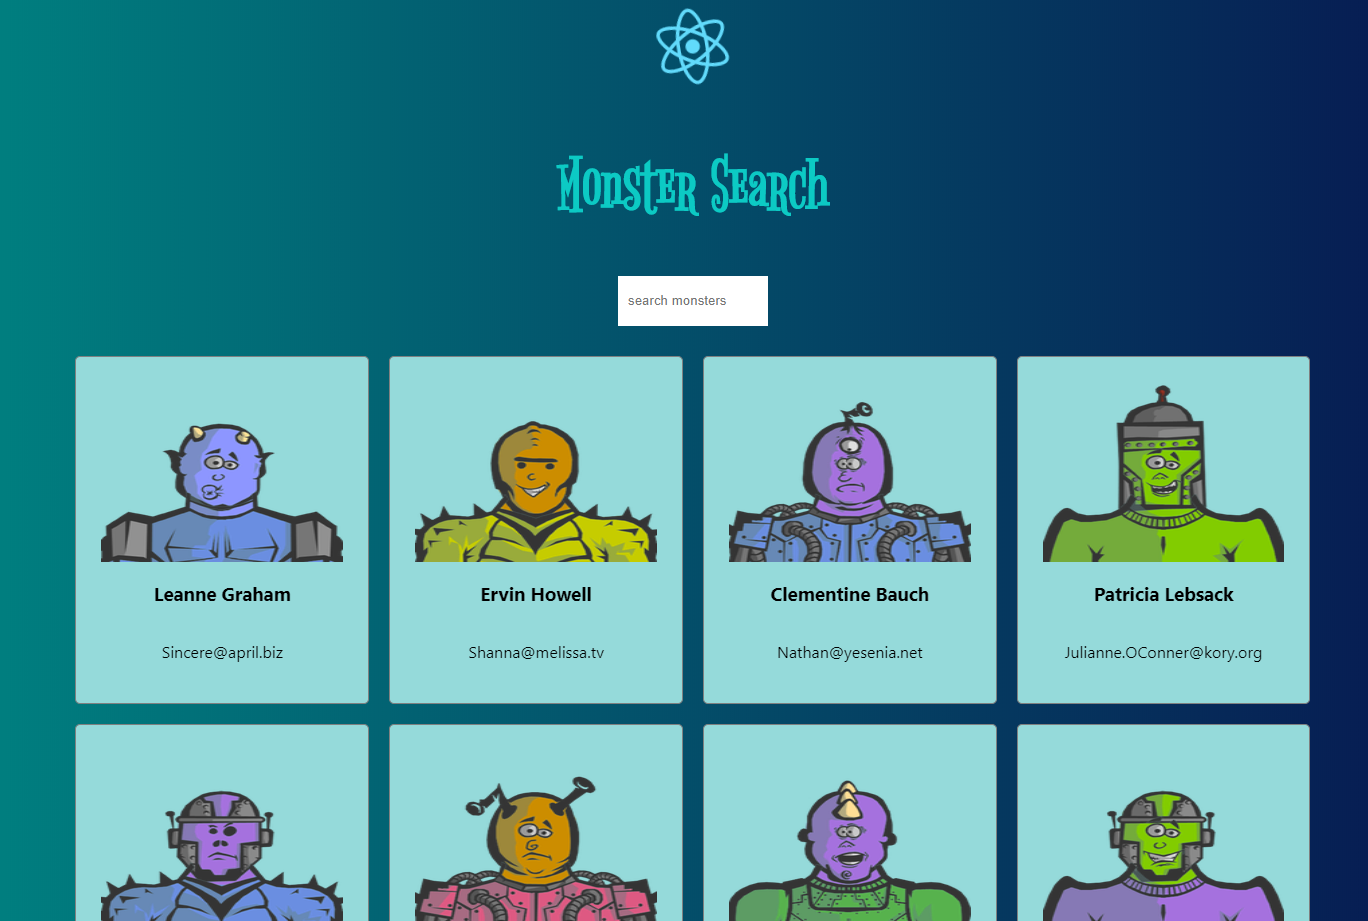 Monster Search
search monsters
Leanne Graham
Ervin Howell
Clementine Bauch
Patricia Lebsack
Sincere@april.biz
Shanna@melissa.tv
Nathan@yesenia.net
Julianne.OConner@kory.org